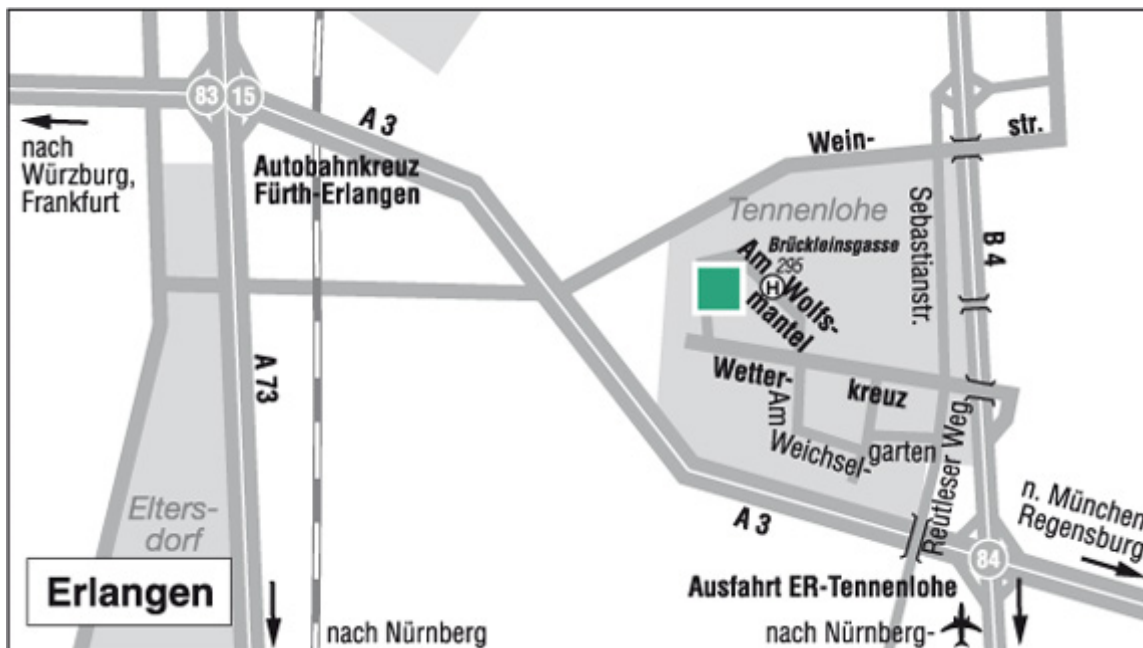 83
15
A 3
nach
Würzburg,
Frankfurt
Autobahnkreuz
Fürth-Erlangen
Wein-
str.
Tennenlohe
Brückleinsgasse
295
H
Am Wolfs-
mantel
Sebastianstr.
B 4
A 73
Wetter-
kreuz
Am
Weichsel-
garten
Reutleser Weg
Elters-
dorf
A 3
n. München
Regensburg
84
Erlangen
Ausfahrt ER-Tennenlohe
nach Nürnberg
nach Nürnberg-